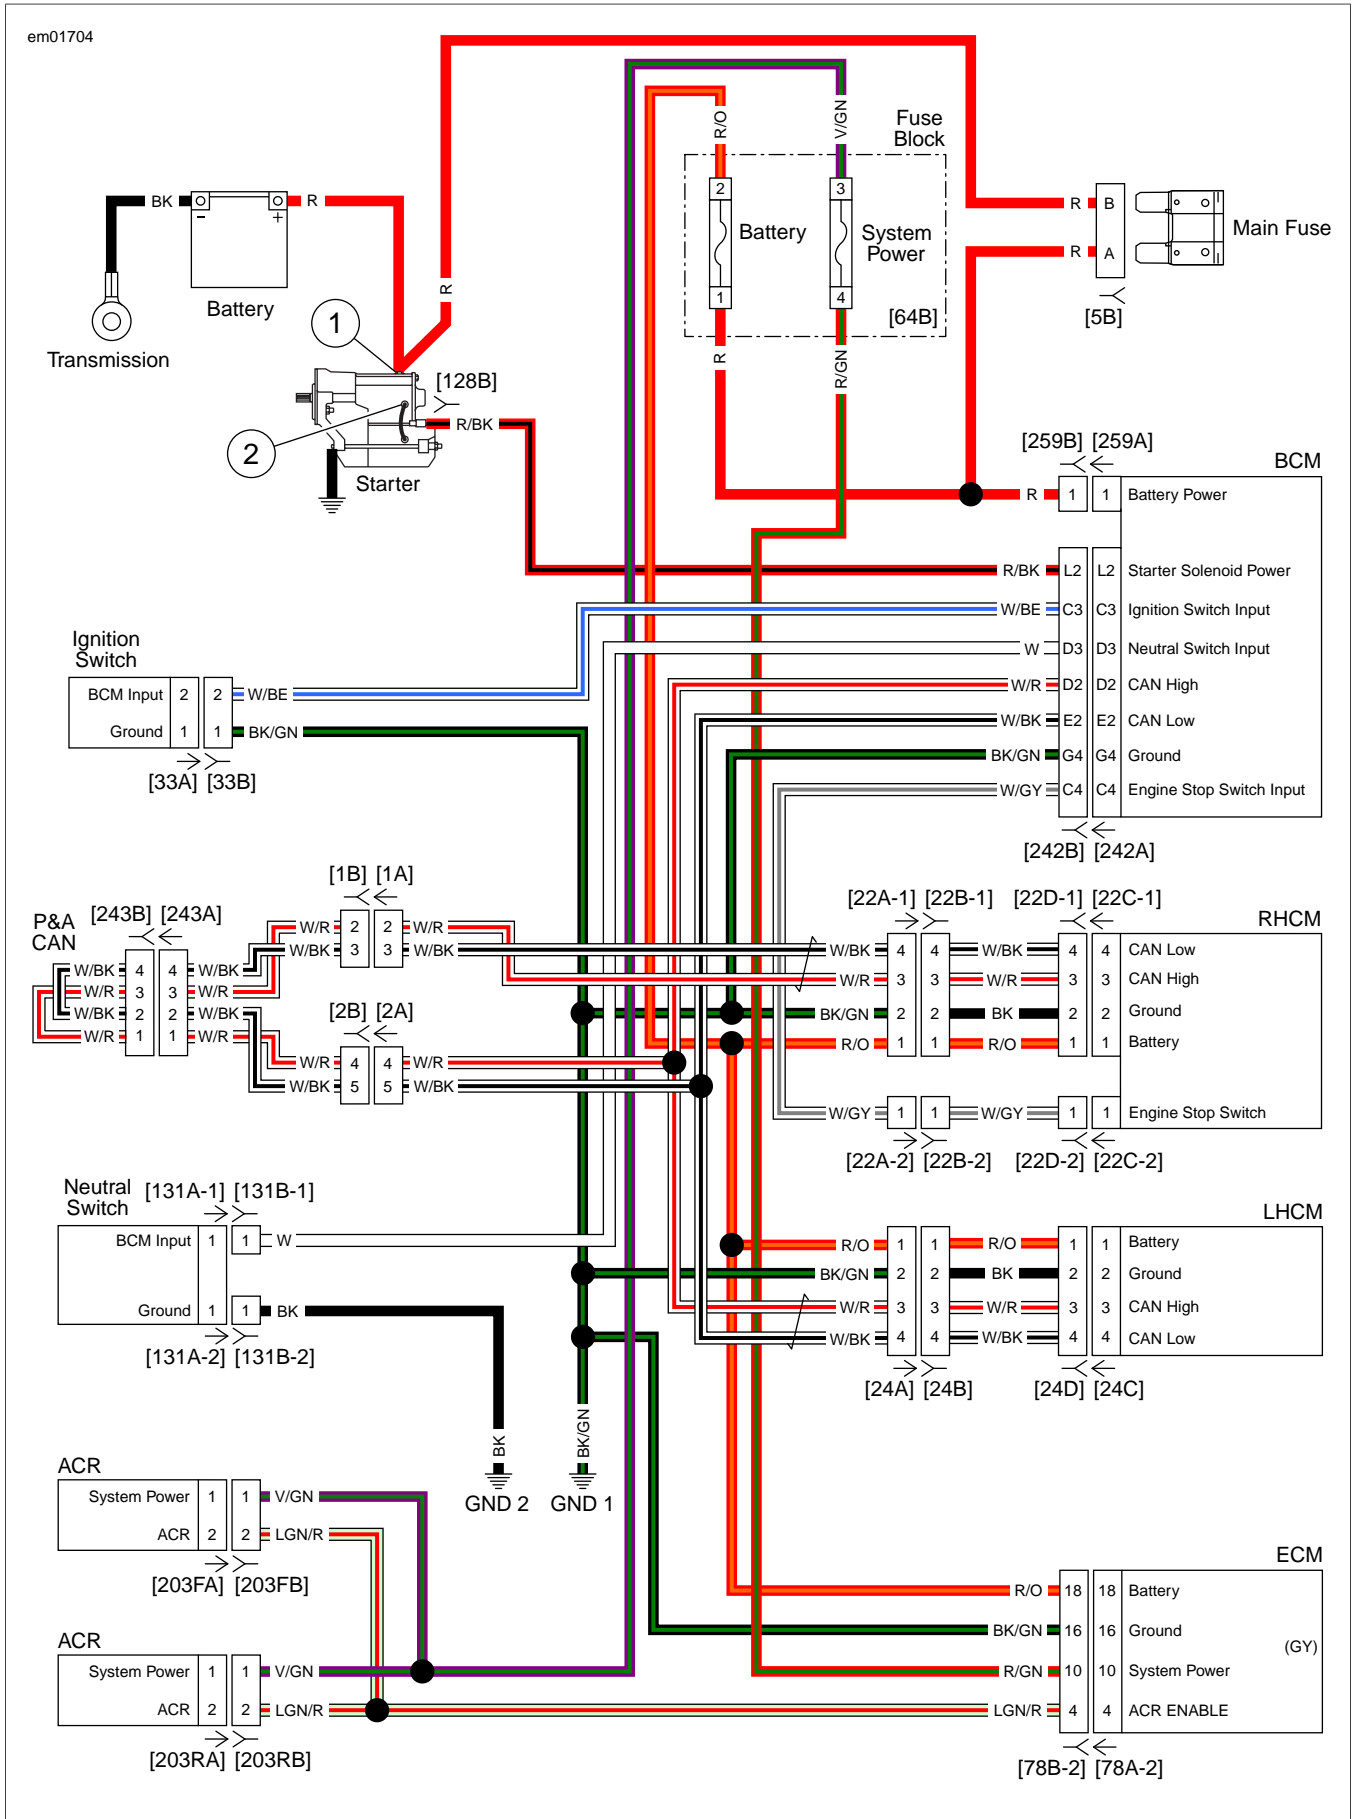 em01704
R/O
V/GN
Fuse
Block
BK
R
2
3
R B
Main Fuse
- +
Battery
System
Power
R
R A
Battery
1
1
4
[64B]
[5B]
Transmission
[128B]
R
R/GN
R/BK
2
Starter
[259B] [259A]
BCM
R 1 1 Battery Power
R/BK L2 L2 Starter Solenoid Power
W/BE C3 C3 Ignition Switch Input
W D3 D3 Neutral Switch Input
W/R D2 D2 CAN High
W/BK E2 E2 CAN Low
BK/GN G4 G4 Ground
W/GY C4 C4 Engine Stop Switch Input
[242B] [242A]
Ignition
Switch
BCM Input 2 2 W/BE
Ground 1 1 BK/GN
[33A] [33B]
[1B] [1A]
W/R 2 2 W/R
W/BK 3 3 W/BK
P&A
CAN
[243B] [243A]
W/BK 4 4 W/BK
W/R 3 3 W/R
W/BK 2 2 W/BK
W/R 1 1 W/R
[2B] [2A]
W/R 4 4 W/R
W/BK 5 5 W/BK
[22A-1] [22B-1] [22D-1] [22C-1]
RHCM
W/BK 4 4 W/BK 4 4 CAN Low
W/R 3 3 W/R 3 3 CAN High
BK/GN 2 2 BK 2 2 Ground
R/O 1 1 R/O 1 1 Battery
W/GY 1 1 W/GY 1 1 Engine Stop Switch
[22A-2] [22B-2] [22D-2] [22C-2]
Neutral
Switch
[131A-1] [131B-1]
BCM Input 1 1 W
Ground 1 1 BK
[131A-2] [131B-2]
LHCM
R/O 1 1 R/O 1 1 Battery
BK/GN 2 2 BK 2 2 Ground
W/R 3 3 W/R 3 3 CAN High
W/BK 4 4 W/BK 4 4 CAN Low
[24A] [24B] [24D] [24C]
BK
BK/GN
GND 2 GND 1
ACR
System Power 1 1 V/GN
ACR 2 2 LGN/R
[203FA] [203FB]
ACR
System Power 1 1 V/GN
ACR 2 2 LGN/R
[203RA] [203RB]
ECM
R/O 18 18 Battery
BK/GN 16 16 Ground
(GY)
R/GN 10 10 System Power
LGN/R 4 4 ACR ENABLE
[78B-2] [78A-2]